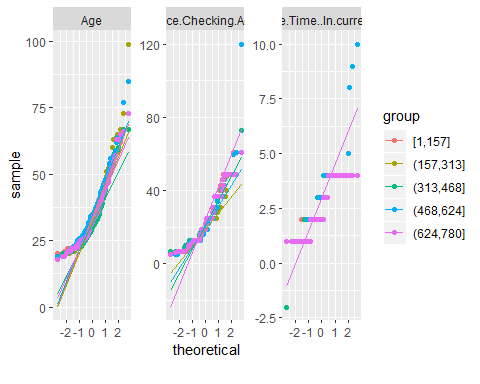 Age
ce.Checking.A
e.Time..In.curre
100
75
50
25
0
120
80
40
0
10.0
7.5
5.0
2.5
0.0
-2.5
-2 -1 0 1 2
-2 -1 0 1 2
-2 -1 0 1 2
sample
theoretical
group
[1,157]
(157,313]
(313,468]
(468,624]
(624,780]